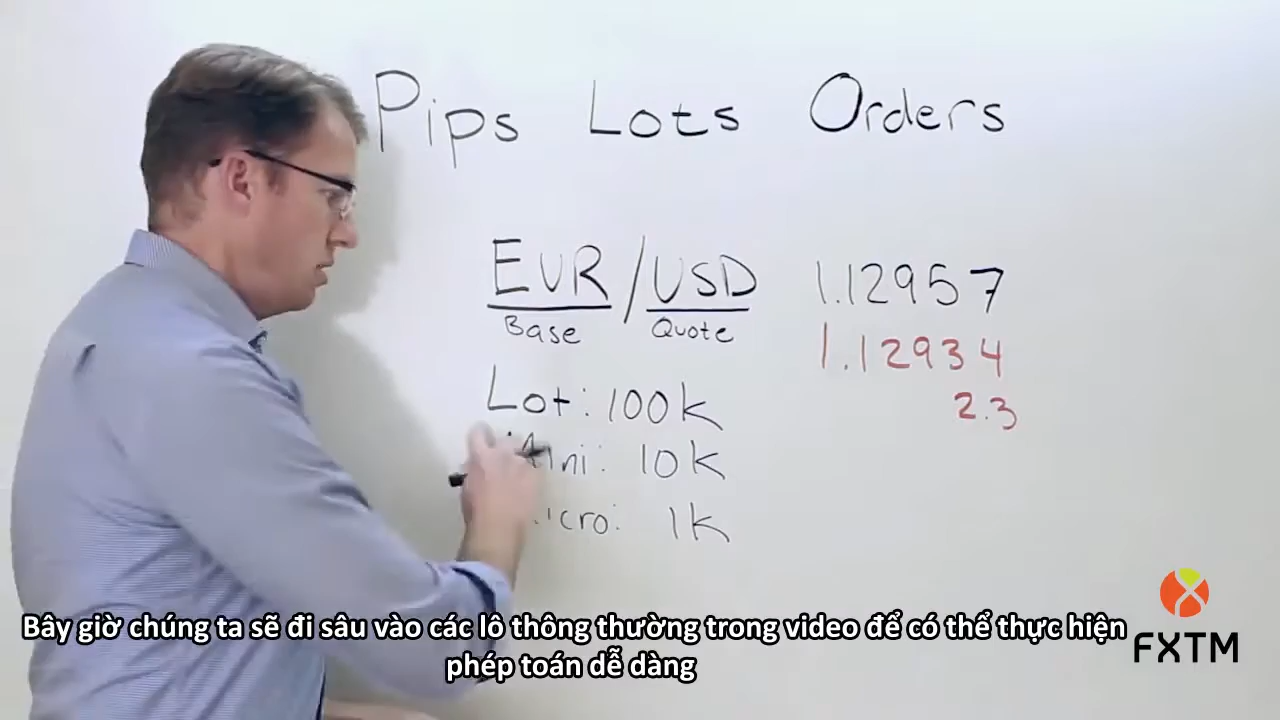 Pips Lots Orders
EUR/USD 1.12957
Base Quote 1.12934
2.3
Lot: 100K
10K
1K
Bây giờ chúng ta sẽ đi sâu vào các lô thông thường trong video để có thể thực hiện
phép toán dễ dàng
FXTM